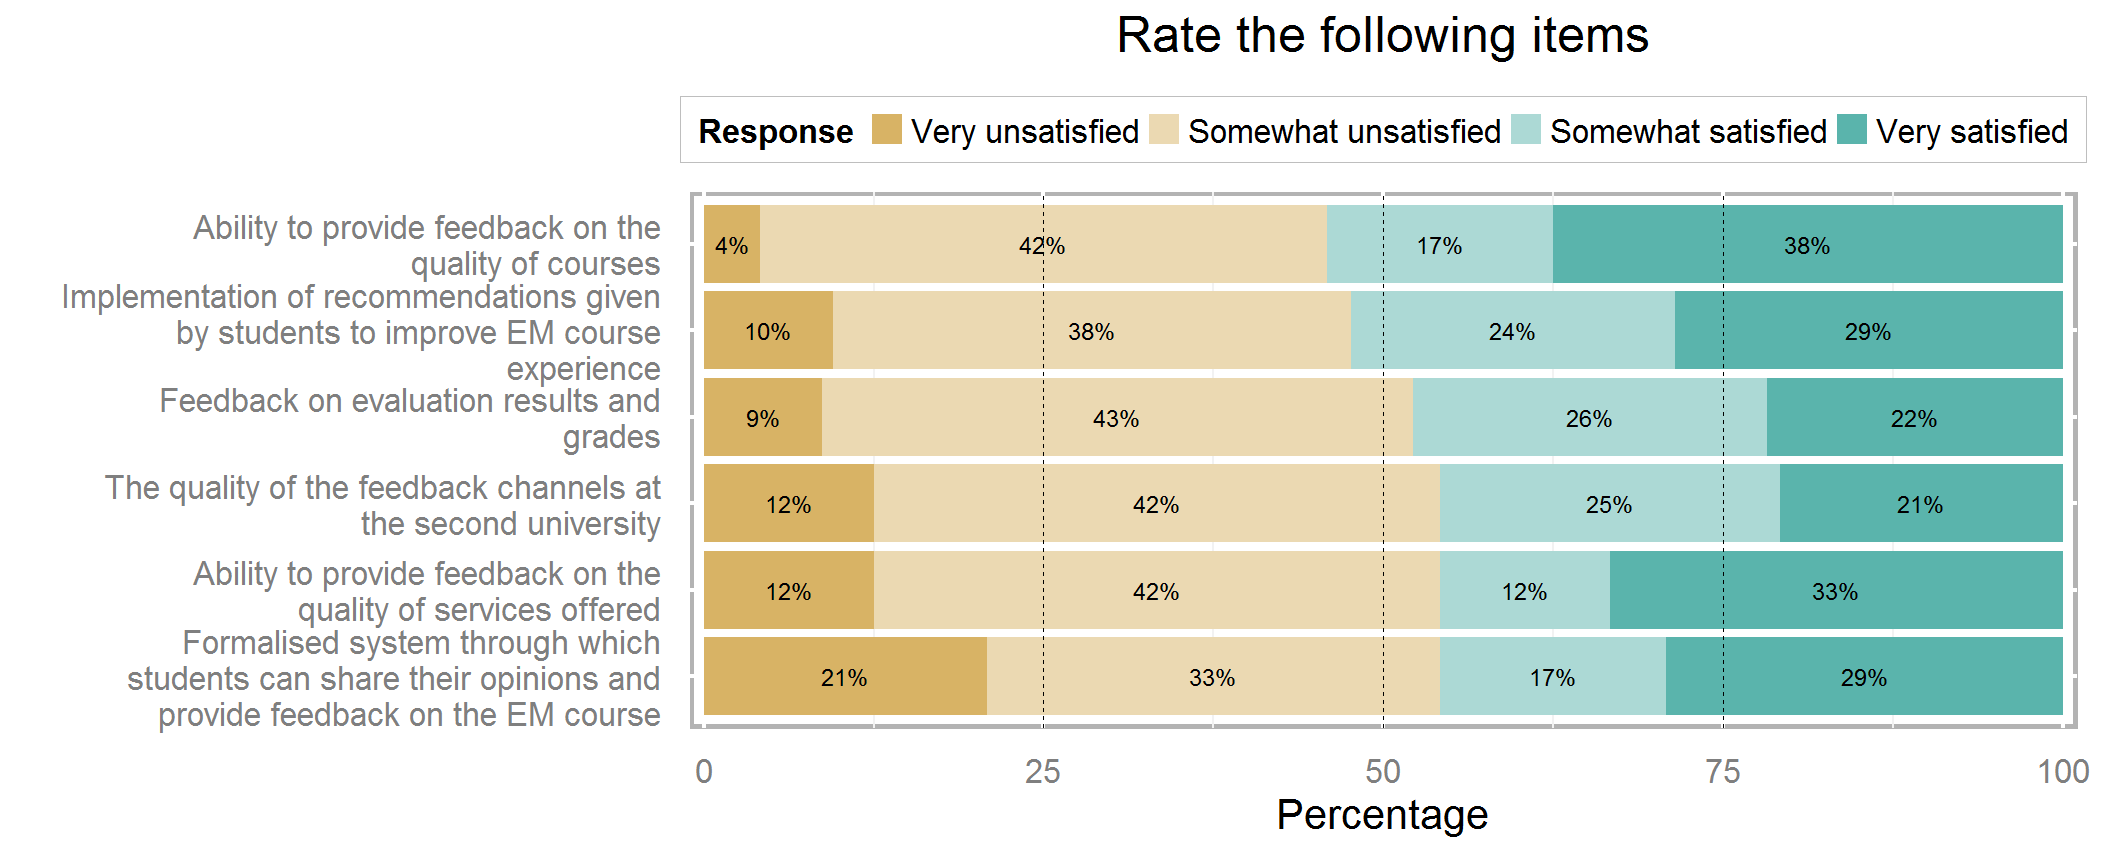 Rate the following items
Response Very unsatisfied Somewhat unsatisfied Somewhat satisfied Very satisfied
Ability to provide feedback on the
quality of courses
4% 42% 17% 38%
Implementation of recommendations given
by students to improve EM course
experience
10% 38% 24% 29%
Feedback on evaluation results and
grades
9% 43% 26% 22%
The quality of the feedback channels at
the second university
12% 42% 25% 21%
Ability to provide feedback on the
quality of services offered
12% 42% 12% 33%
Formalised system through which
students can share their opinions and
provide feedback on the EM course
21% 33% 17% 29%
0 25 50 75 100
Percentage